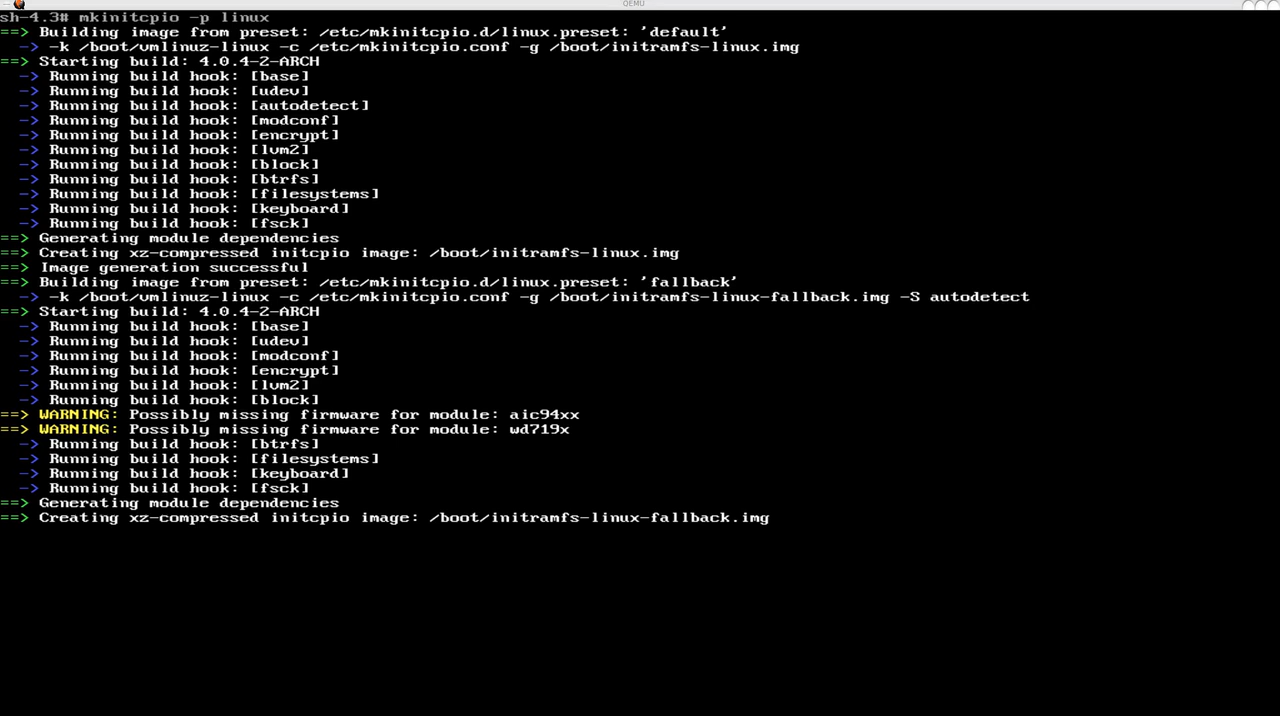 QEMU
sh-4.3# mkinitcpio -p linux
==> Building image from preset: /etc/mkinitcpio.d/linux.preset: 'default'
  -> -k /boot/vmlinuz-linux -c /etc/mkinitcpio.conf -g /boot/initramfs-linux.img
==> Starting build: 4.0.4-2-ARCH
  -> Running build hook: [base]
  -> Running build hook: [udev]
  -> Running build hook: [autodetect]
  -> Running build hook: [modconf]
  -> Running build hook: [encrypt]
  -> Running build hook: [lvm2]
  -> Running build hook: [block]
  -> Running build hook: [btrfs]
  -> Running build hook: [filesystems]
  -> Running build hook: [keyboard]
  -> Running build hook: [fsck]
==> Generating module dependencies
==> Creating xz-compressed initcpio image: /boot/initramfs-linux.img
==> Image generation successful
==> Building image from preset: /etc/mkinitcpio.d/linux.preset: 'fallback'
  -> -k /boot/vmlinuz-linux -c /etc/mkinitcpio.conf -g /boot/initramfs-linux-fallback.img -S autodetect
==> Starting build: 4.0.4-2-ARCH
  -> Running build hook: [base]
  -> Running build hook: [udev]
  -> Running build hook: [modconf]
  -> Running build hook: [encrypt]
  -> Running build hook: [lvm2]
  -> Running build hook: [block]
==> WARNING: Possibly missing firmware for module: aic94xx
==> WARNING: Possibly missing firmware for module: wd719x
  -> Running build hook: [btrfs]
  -> Running build hook: [filesystems]
  -> Running build hook: [keyboard]
  -> Running build hook: [fsck]
==> Generating module dependencies
==> Creating xz-compressed initcpio image: /boot/initramfs-linux-fallback.img